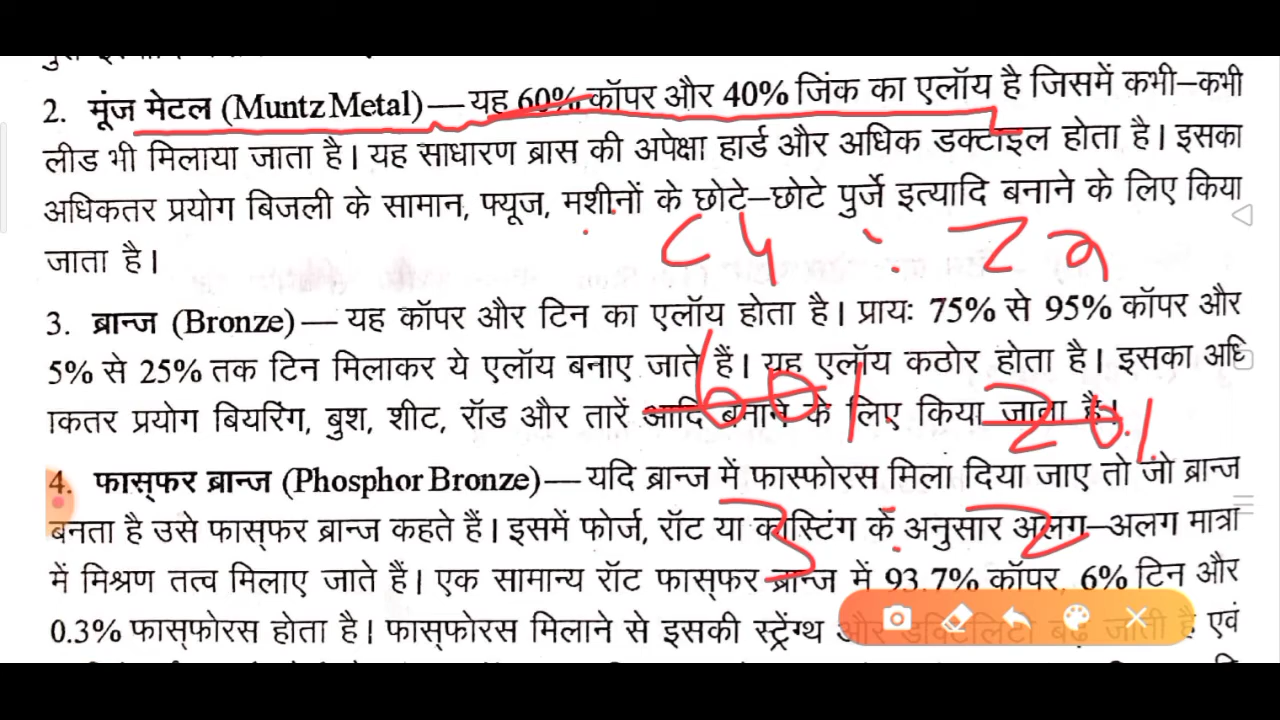 2. मूंज मेटल (Muntz Metal)— यह 60% कॉपर और 40% जिंक का एलॉय है जिसमें कभी–कभी
लीड भी मिलाया जाता है। यह साधारण ब्रास की अपेक्षा हार्ड और अधिक डक्टाइल होता है। इसका
अधिकतर प्रयोग बिजली के सामान, फ्यूज, मशीनों के छोटे–छोटे पुर्जे इत्यादि बनाने के लिए किया
जाता है।
Cu : Zn
3. ब्रान्ज (Bronze)— यह कॉपर और टिन का एलॉय होता है। प्रायः 75% से 95% कॉपर और
5% से 25% तक टिन मिलाकर ये एलॉय बनाए जाते हैं। यह एलॉय कठोर होता है। इसका अधि
कतर प्रयोग बियरिंग, बुश, शीट, रॉड और तारें आदि बनाने के लिए किया जाता है।
60%
4. फास्फर ब्रान्ज (Phosphor Bronze)— यदि ब्रान्ज में फास्फोरस मिला दिया जाए तो जो ब्रान्ज
बनता है उसे फास्फर ब्रान्ज कहते हैं। इसमें फोर्ज, रॉट या कास्टिंग के अनुसार अलग–अलग मात्रा
3 : 2
में मिश्रण तत्व मिलाए जाते हैं। एक सामान्य रॉट फास्फर ब्रान्ज में 93.7% कॉपर, 6% टिन और
0.3% फास्फोरस होता है। फास्फोरस मिलाने से इसकी स्ट्रेंग्थ और डक्टिलिटी बढ़ जाती है एवं